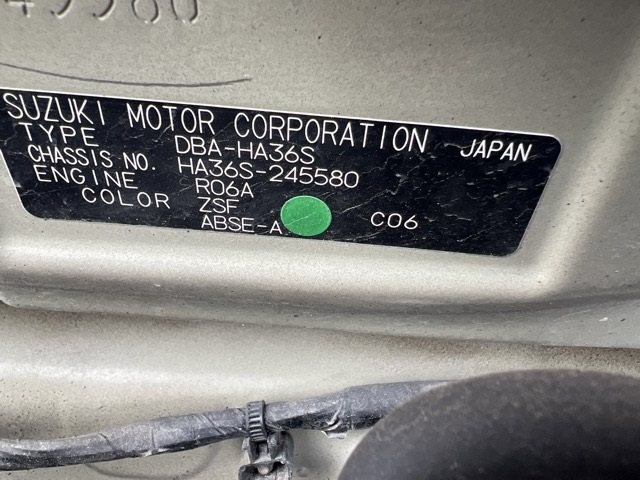 SUZUKI MOTOR CORPORATION JAPAN
TYPE DBA-HA36S
CHASSIS NO. HA36S-245580
ENGINE R06A
COLOR ZSF C06
ABSE-A